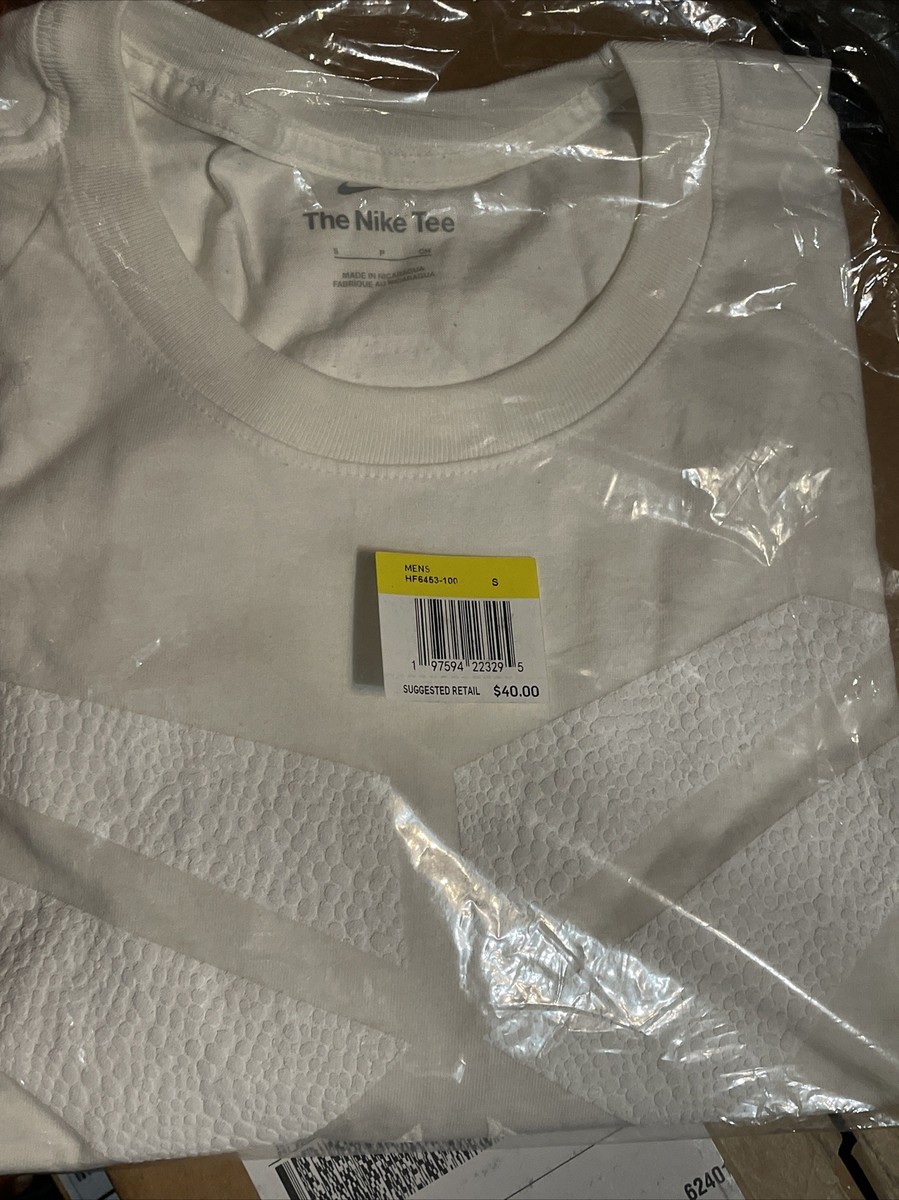 The Nike Tee
S P CH
MADE IN NICARAGUA
FABRIQUE AU NICARAGUA
MENS
HF6453-100 S
1 97594 22329 5
SUGGESTED RETAIL $40.00
6240